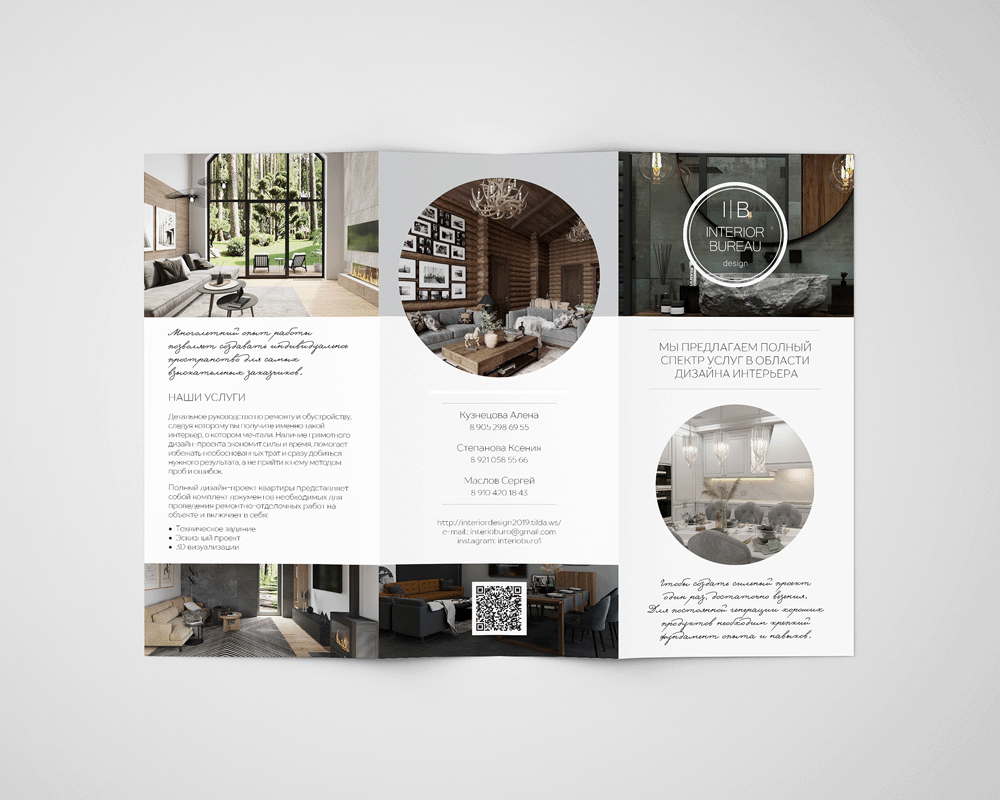 Многолетний опыт работы
позволяет создавать индивидуальное
пространство для самых
взыскательных заказчиков.
НАШИ УСЛУГИ
Детальное руководство по ремонту и обустройству,
следуя которому вы получите именно такой
интерьер, о котором мечтали. Наличие грамотного
дизайн-проекта экономит силы и время, помогает
избежать необоснованных трат и сразу добиться
нужного результата, а не прийти к нему методом
проб и ошибок.
Полный дизайн-проект квартиры представляет
собой комплект документов необходимых для
проведения ремонтно-отделочных работ на
объекте и включает в себя:
• Техническое задание
• Эскизный проект
• 3D визуализации
Кузнецова Алена
8 905 298 69 55
Степанова Ксения
8 921 058 55 66
Маслов Сергей
8 910 420 18 43
http://interiordesign2019.tilda.ws/
e-mail: interioburo@gmail.com
instagram: interioburo1
I|B.
INTERIOR
BUREAU
design
МЫ ПРЕДЛАГАЕМ ПОЛНЫЙ
СПЕКТР УСЛУГ В ОБЛАСТИ
ДИЗАЙНА ИНТЕРЬЕРА
Чтобы создать сильный проект
один раз, достаточно везения.
Для постоянной генерации хороших
продуктов необходим крепкий
фундамент опыта и навыков.